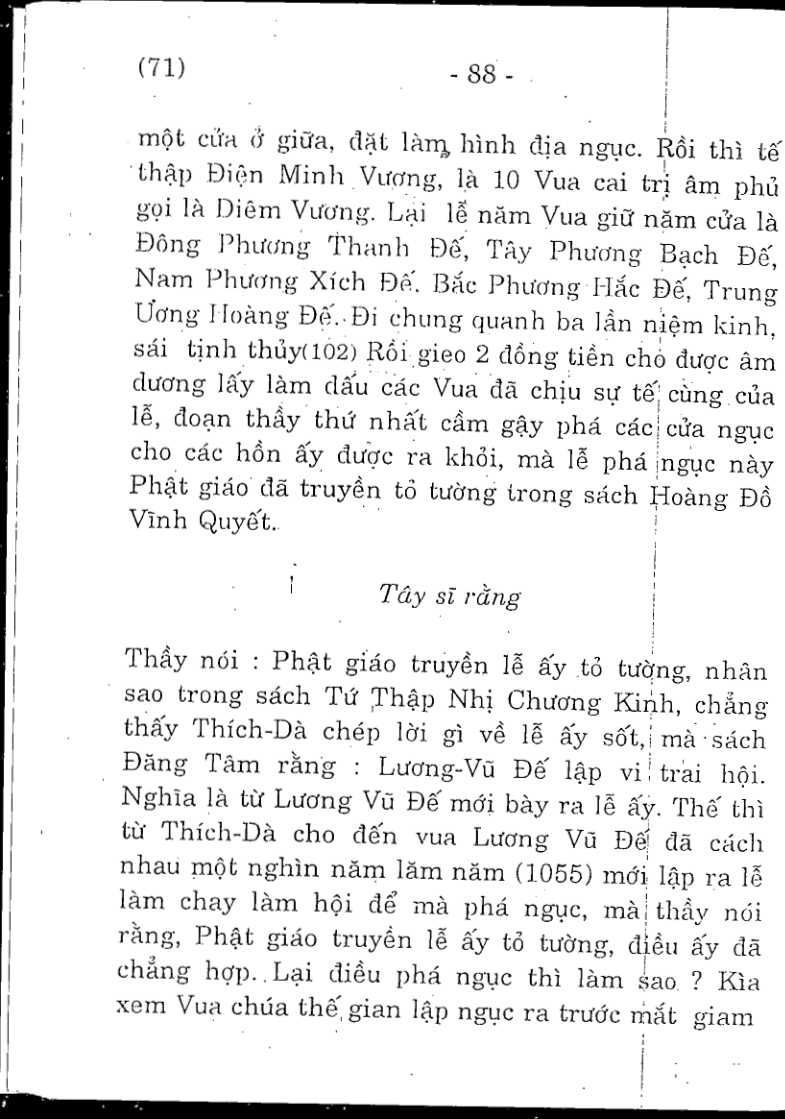 (71)
- 88 -
một cửa ở giữa, đặt làm hình địa ngục. Rồi thì tế
thập Điện Minh Vương, là 10 Vua cai trị âm phủ
gọi là Diêm Vương. Lại lễ năm Vua giữ năm cửa là
Đông Phương Thanh Đế, Tây Phương Bạch Đế,
Nam Phương Xích Đế. Bắc Phương Hắc Đế, Trung
Ương Hoàng Đế. Đi chung quanh ba lần niệm kinh,
sái tịnh thủy(102) Rồi gieo 2 đồng tiền cho được âm
dương lấy làm dấu các Vua đã chịu sự tế cùng của
lễ, đoạn thầy thứ nhất cầm gậy phá các cửa ngục
cho các hồn ấy được ra khỏi, mà lễ phá ngục này
Phật giáo đã truyền tỏ tường trong sách Hoàng Đồ
Vĩnh Quyết.
Tây sĩ rằng
Thầy nói : Phật giáo truyền lễ ấy tỏ tường, nhân
sao trong sách Tứ Thập Nhị Chương Kinh, chẳng
thấy Thích-Dà chép lời gì về lễ ấy sốt, mà sách
Đăng Tâm rằng : Lương-Vũ Đế lập vi trai hội.
Nghĩa là từ Lương Vũ Đế mới bày ra lễ ấy. Thế thì
từ Thích-Dà cho đến vua Lương Vũ Đế đã cách
nhau một nghìn năm lăm năm (1055) mới lập ra lễ
làm chay làm hội để mà phá ngục, mà thầy nói
rằng, Phật giáo truyền lễ ấy tỏ tường, điều ấy đã
chẳng hợp. Lại điều phá ngục thì làm sao ? Kìa
xem Vua chúa thế gian lập ngục ra trước mắt giam